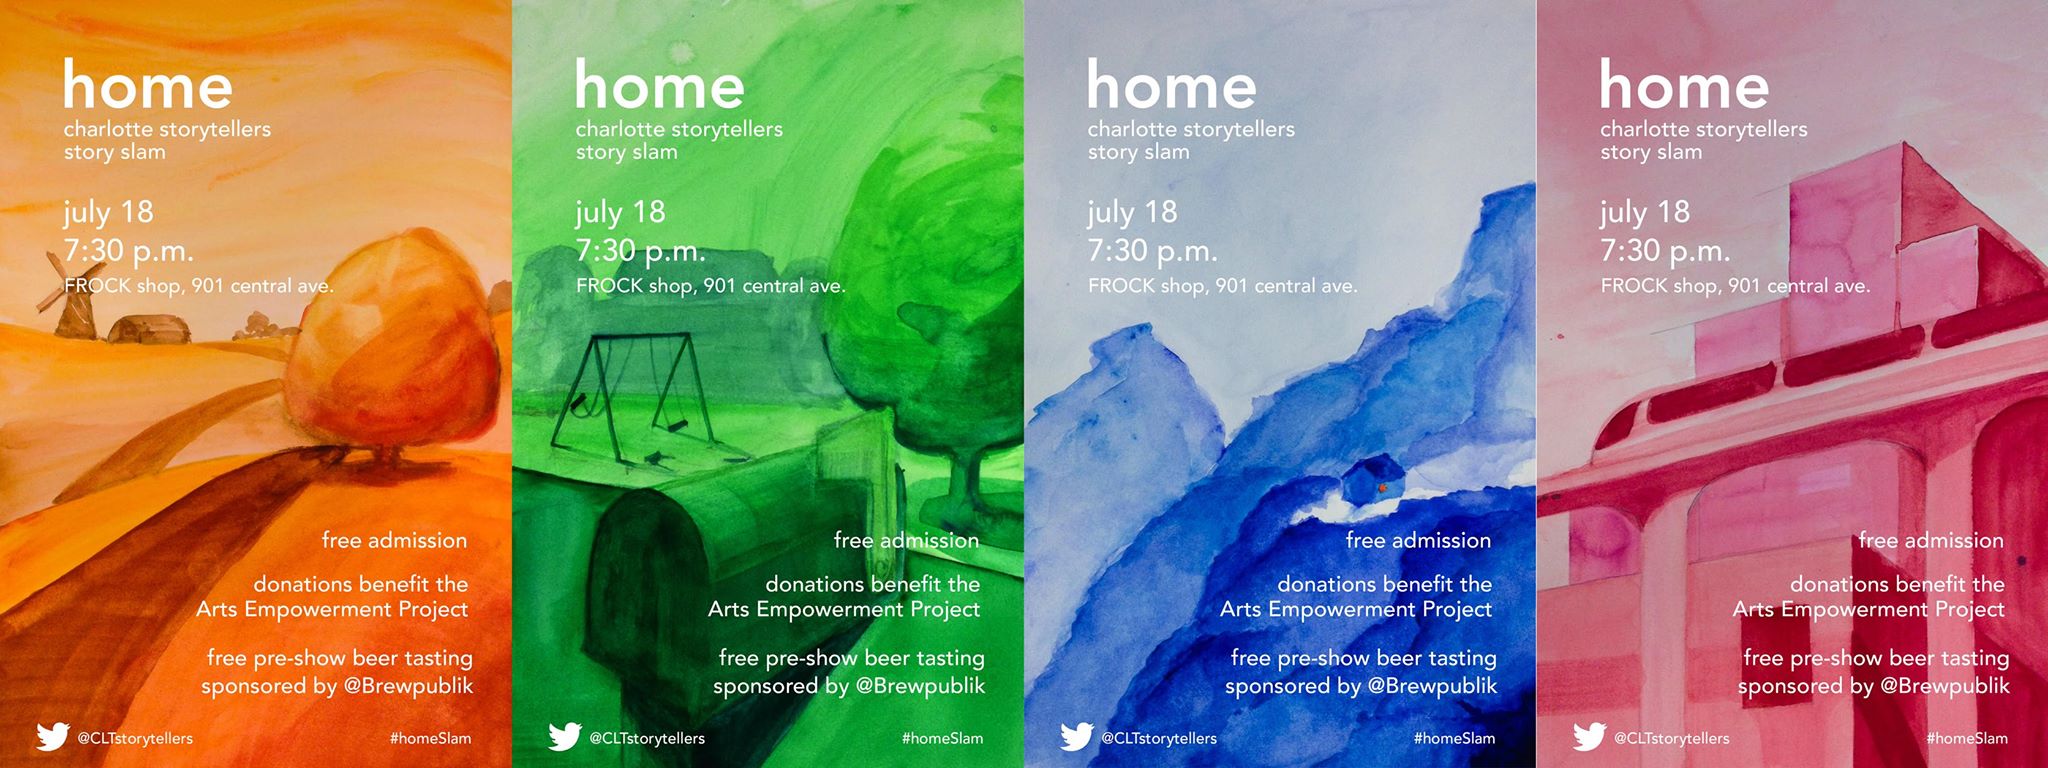 home
charlotte storytellers
story slam
july 18
7:30 p.m.
FROCK shop, 901 central ave.
free admission
donations benefit the
Arts Empowerment Project
free pre-show beer tasting
sponsored by @Brewpublik
@CLTstorytellers
#homeSlam
home
charlotte storytellers
story slam
july 18
7:30 p.m.
FROCK shop, 901 central ave.
free admission
donations benefit the
Arts Empowerment Project
free pre-show beer tasting
sponsored by @Brewpublik
@CLTstorytellers
#homeSlam
home
charlotte storytellers
story slam
july 18
7:30 p.m.
FROCK shop, 901 central ave.
free admission
donations benefit the
Arts Empowerment Project
free pre-show beer tasting
sponsored by @Brewpublik
@CLTstorytellers
#homeSlam
home
charlotte storytellers
story slam
july 18
7:30 p.m.
FROCK shop, 901 central ave.
free admission
donations benefit the
Arts Empowerment Project
free pre-show beer tasting
sponsored by @Brewpublik
@CLTstorytellers
#homeSlam